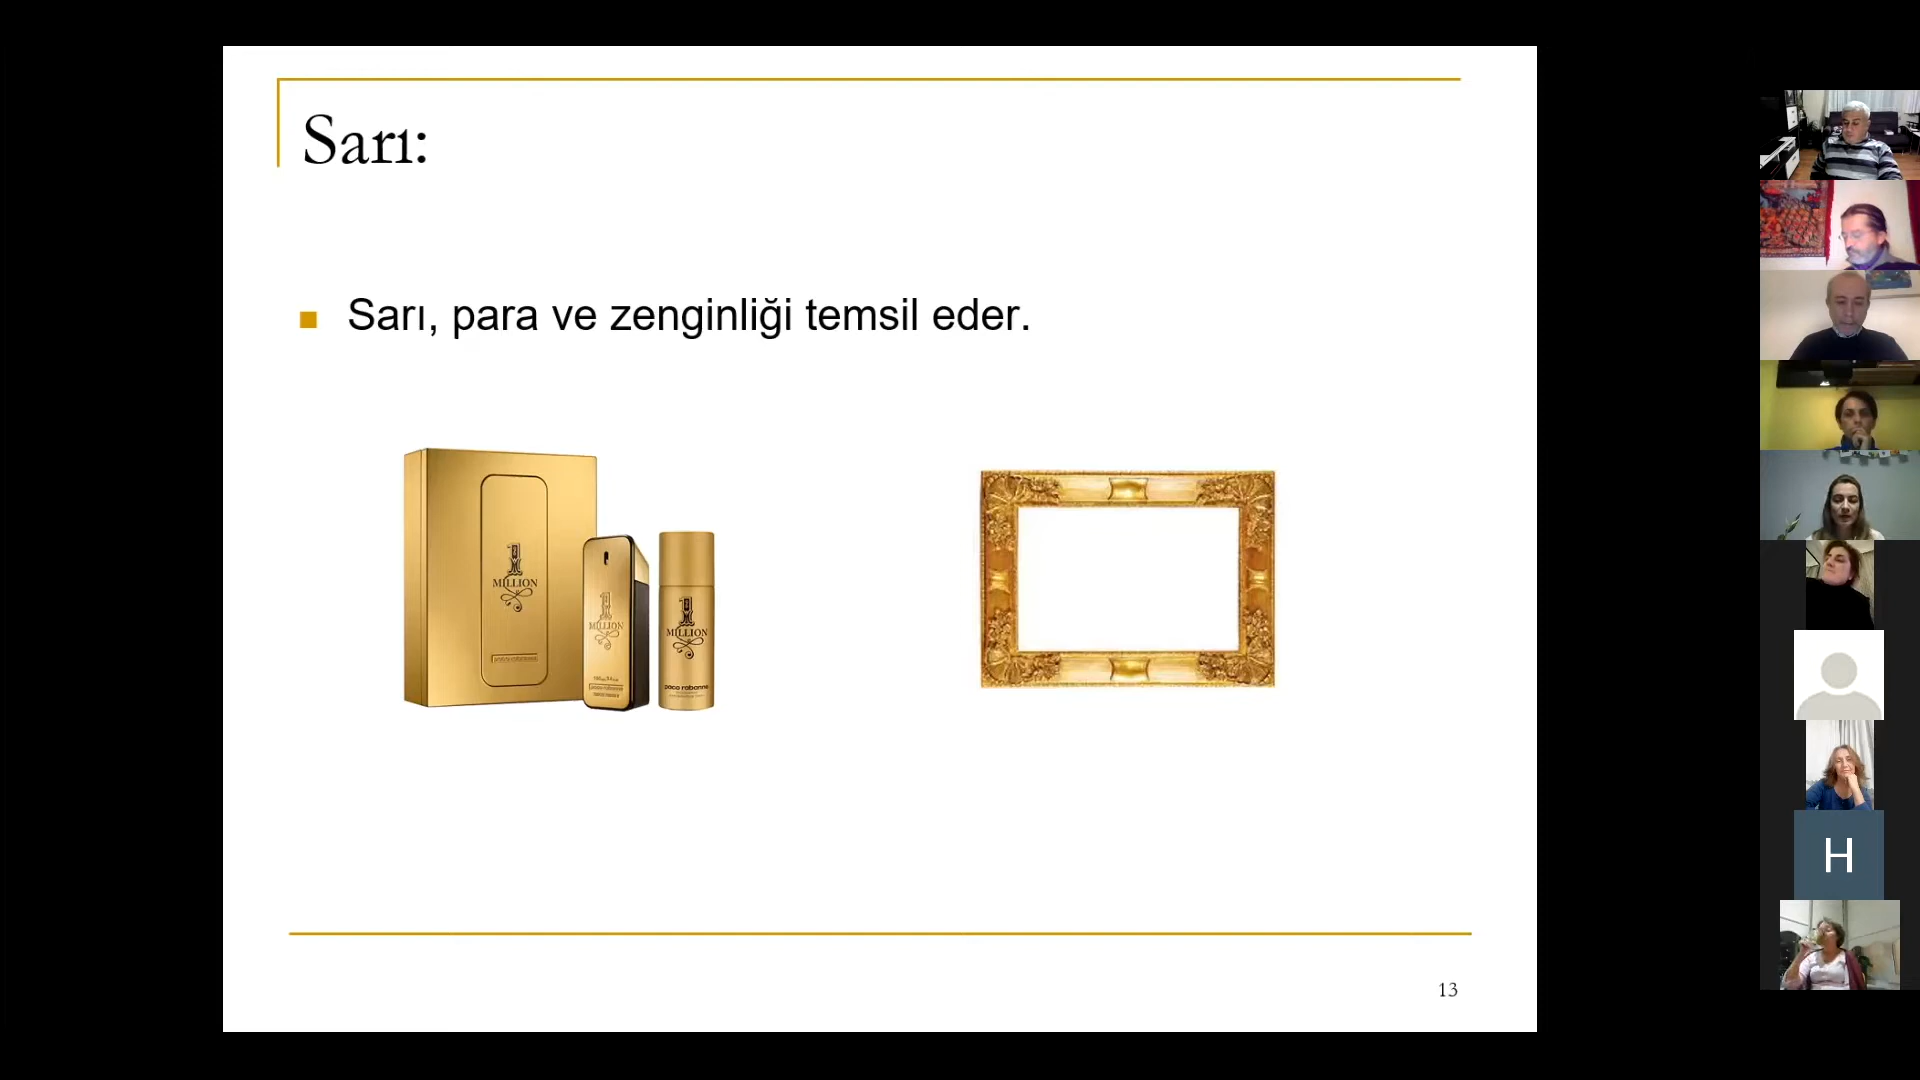 Sarı:
Sarı, para ve zenginliği temsil eder.
1
MILLION
1
MILLION
1
MILLION
paco rabanne
H
13